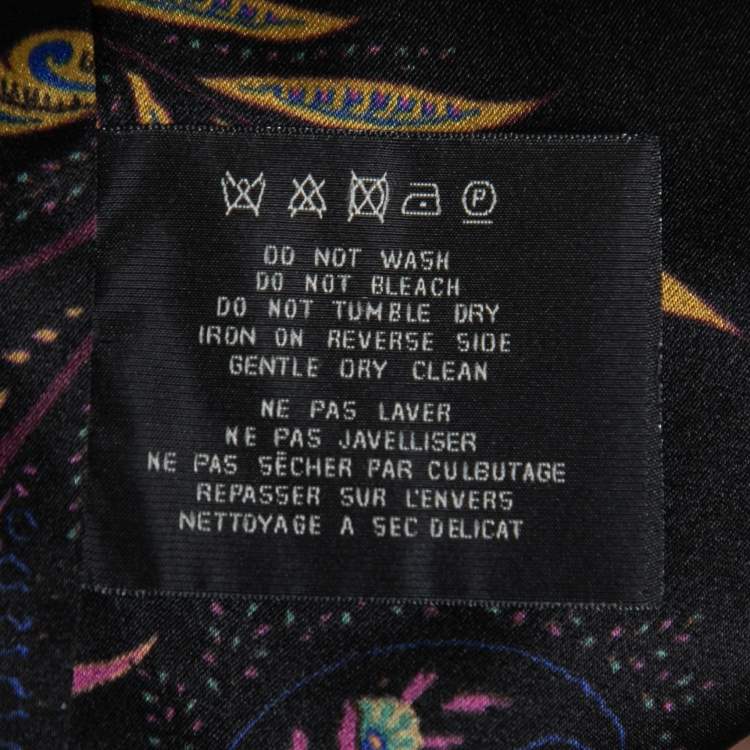 P
DO NOT WASH
DO NOT BLEACH
DO NOT TUMBLE DRY
IRON ON REVERSE SIDE
GENTLE DRY CLEAN
NE PAS LAVER
NE PAS JAVELLISER
NE PAS SÊCHER PAR CULBUTAGE
REPASSER SUR L'ENVERS
NETTOYAGE A SEC DELICAT